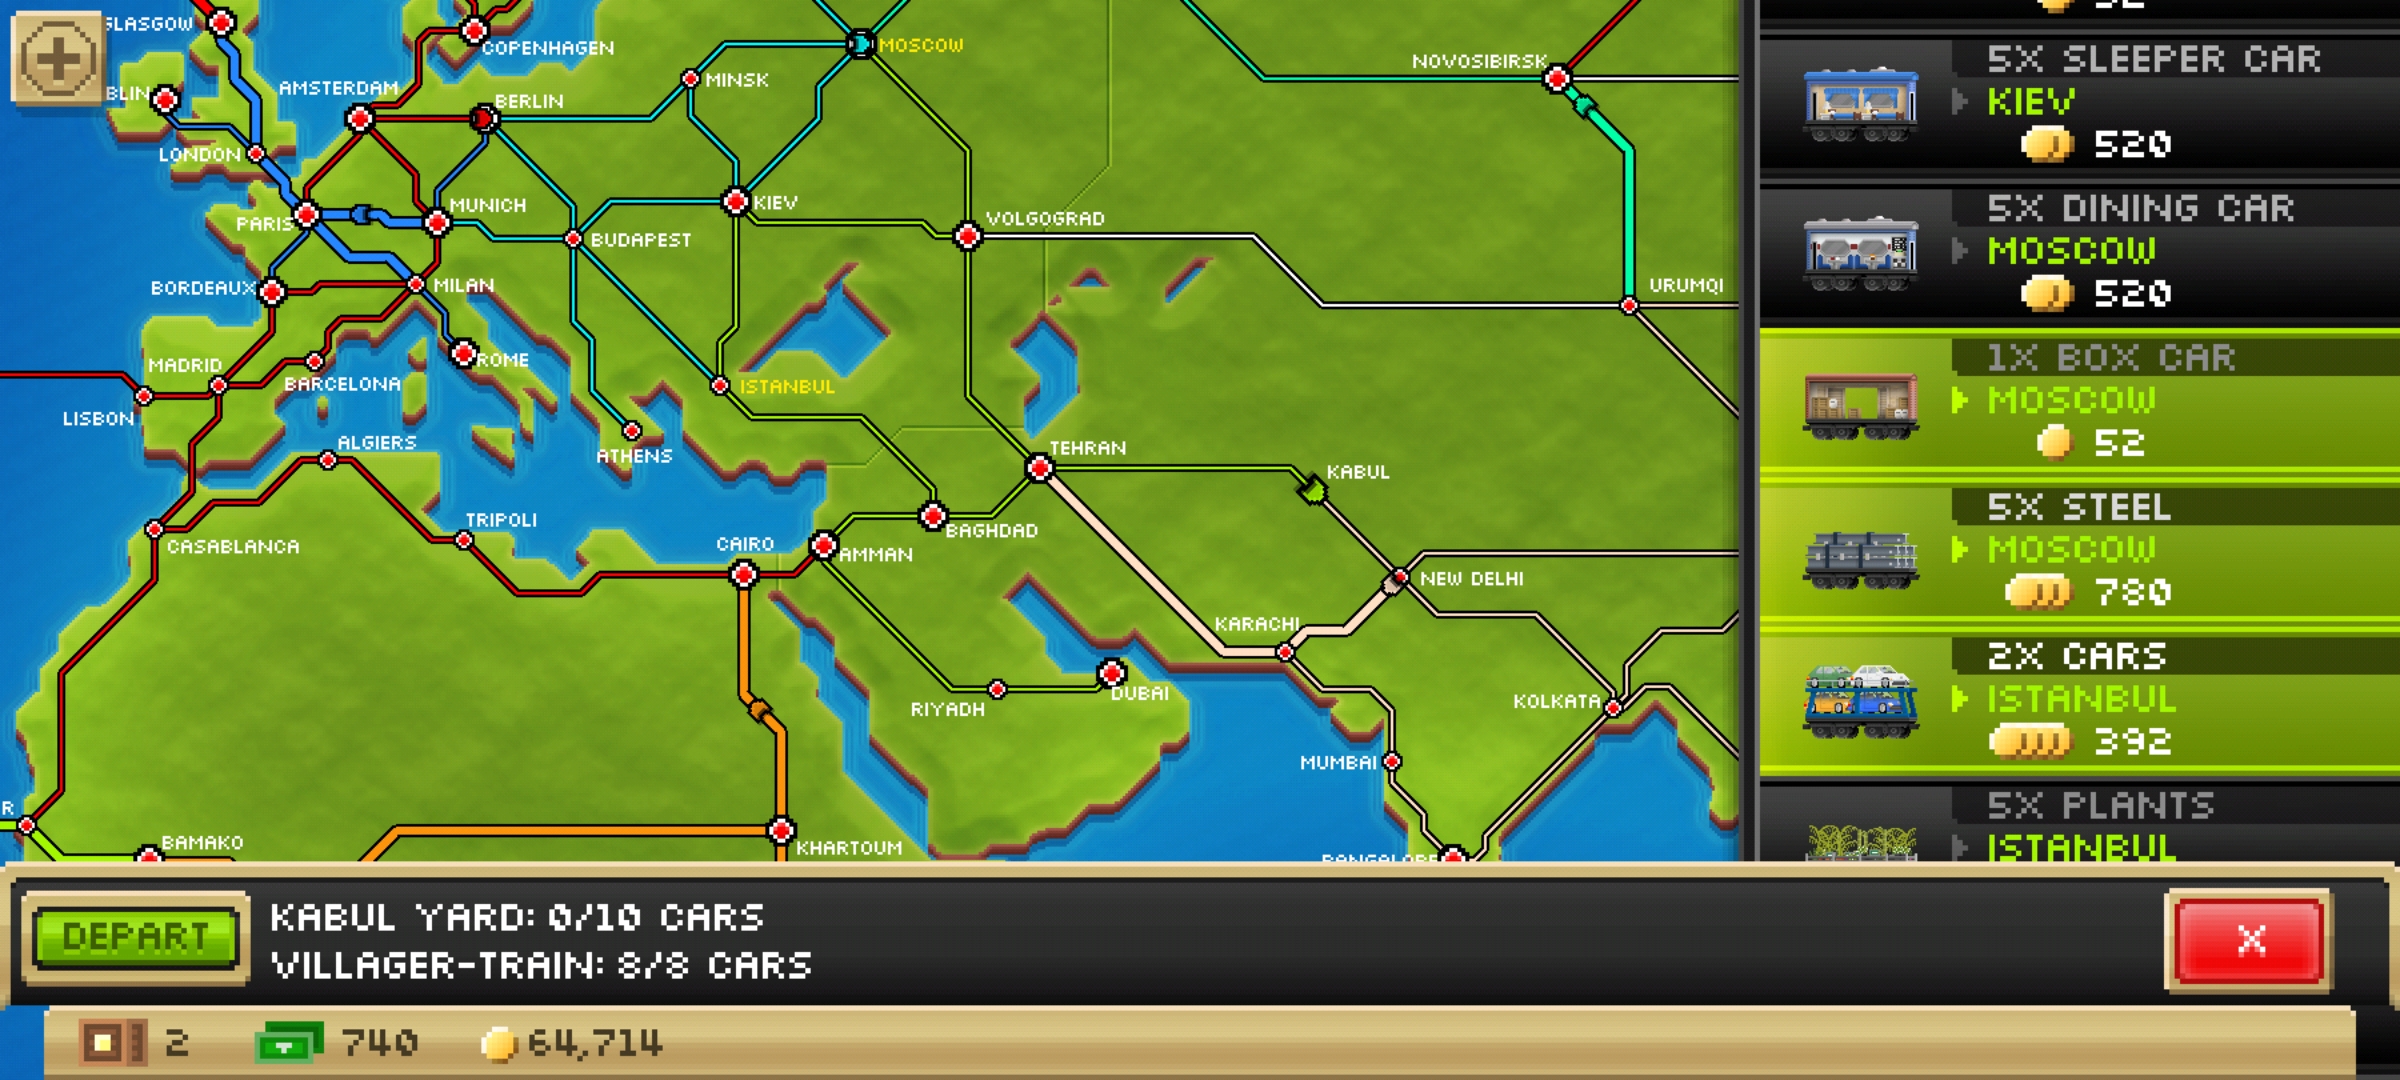 GLASGOW
COPENHAGEN
MOSCOW
NOVOSIBIRSK
MINSK
AMSTERDAM
BERLIN
BLIN
LONDON
MUNICH
KIEV
PARIS
VOLGOGRAD
BUDAPEST
BORDEAUX
MILAN
URUMQI
MADRID
ROME
BARCELONA
ISTANBUL
LISBON
ALGIERS
ATHENS
TEHRAN
KABUL
TRIPOLI
BAGHDAD
CASABLANCA
CAIRO
AMMAN
NEW DELHI
KARACHI
RIYADH
DUBAI
KOLKATA
MUMBAI
R
BAMAKO
KHARTOUM
BANGALORE
52
5X SLEEPER CAR
KIEV
520
5X DINING CAR
MOSCOW
520
1X BOX CAR
MOSCOW
52
5X STEEL
MOSCOW
780
2X CARS
ISTANBUL
392
5X PLANTS
ISTANBUL
DEPART
KABUL YARD: 0/10 CARS
VILLAGER-TRAIN: 8/8 CARS
X
2
740
64,714